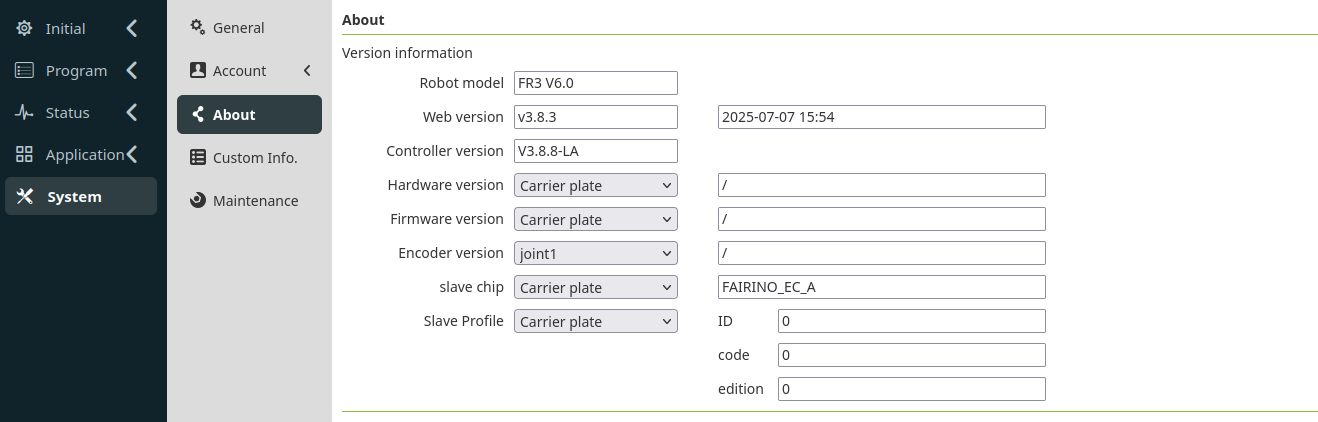 Initial
Program
Status
Application
System
General
Account
About
Custom Info.
Maintenance
About
Version information
Robot model FR3 V6.0
Web version v3.8.3 2025-07-07 15:54
Controller version V3.8.8-LA
Hardware version Carrier plate /
Firmware version Carrier plate /
Encoder version joint1 /
slave chip Carrier plate FAIRINO_EC_A
Slave Profile Carrier plate ID 0
code 0
edition 0